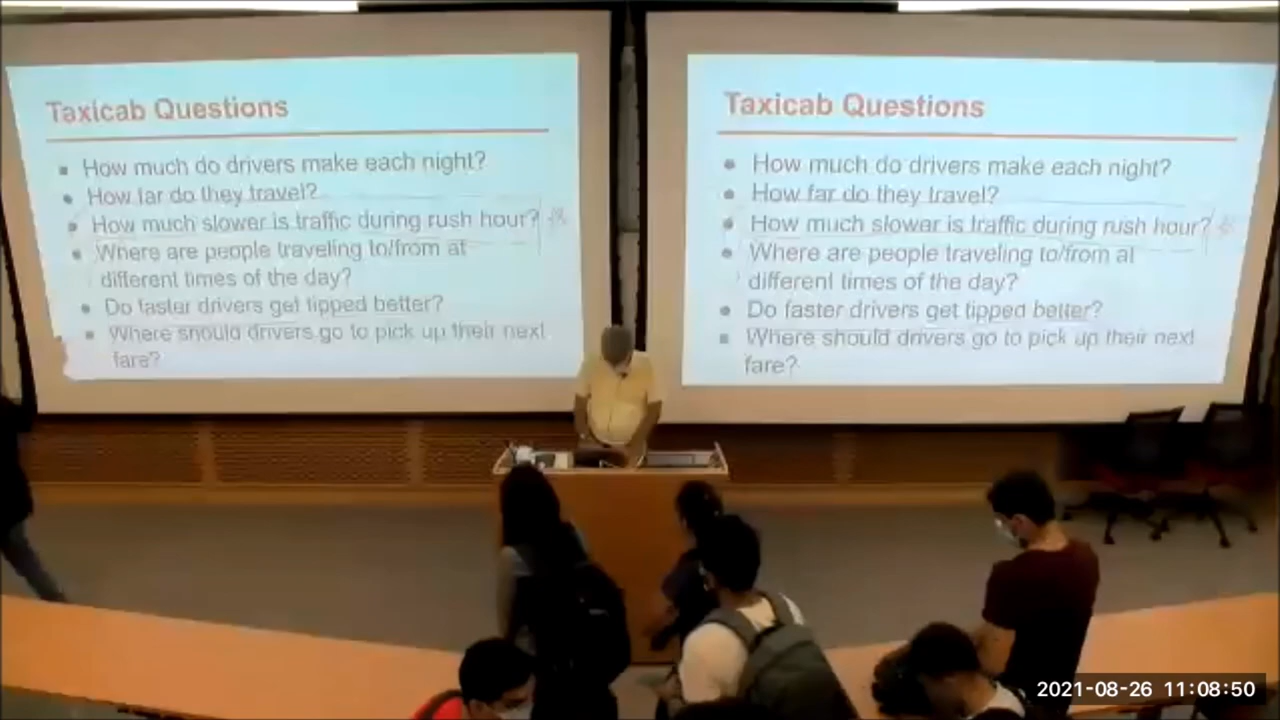 Taxicab Questions
How much do drivers make each night?
How far do they travel?
How much slower is traffic during rush hour?
Where are people traveling to/from at
different times of the day?
Do faster drivers get tipped better?
Where should drivers go to pick up their next
fare?
Taxicab Questions
How much do drivers make each night?
How far do they travel?
How much slower is traffic during rush hour?
Where are people traveling to/from at
different times of the day?
Do faster drivers get tipped better?
Where should drivers go to pick up their next
fare?
2021-08-26 11:08:50